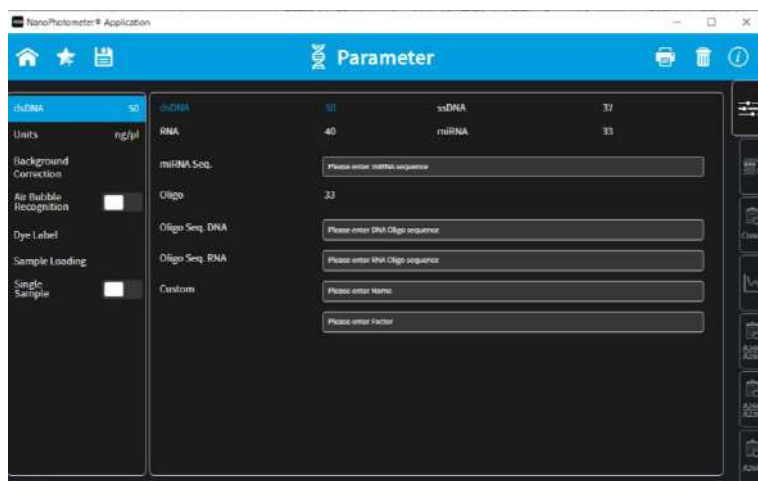 NanoPhotometer® Application
Parameter
dsDNA 50
Units ng/µl
Background
Correction
Air Bubble
Recognition
Dye Label
Sample Loading
Single
Sample
dsDNA 50 ssDNA 37
RNA 40 miRNA 33
miRNA Seq. Please enter miRNA sequence
Oligo 33
Oligo Seq. DNA Please enter DNA Oligo sequence
Oligo Seq. RNA Please enter RNA Oligo sequence
Custom Please enter Name
Please enter Factor